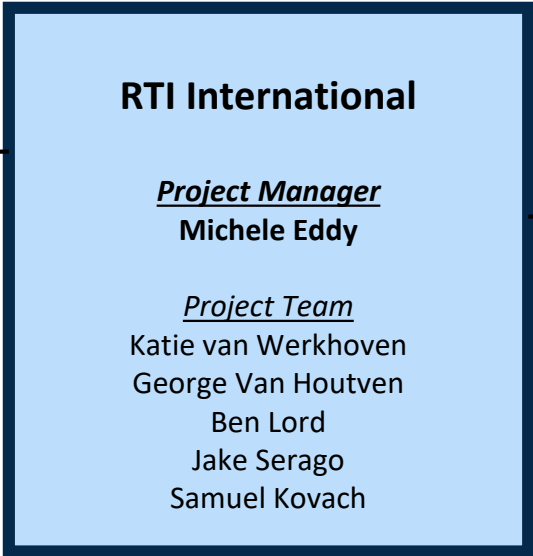 RTI International
Project Manager
Michele Eddy
Project Team
Katie van Werkhoven
George Van Houtven
Ben Lord
Jake Serago
Samuel Kovach